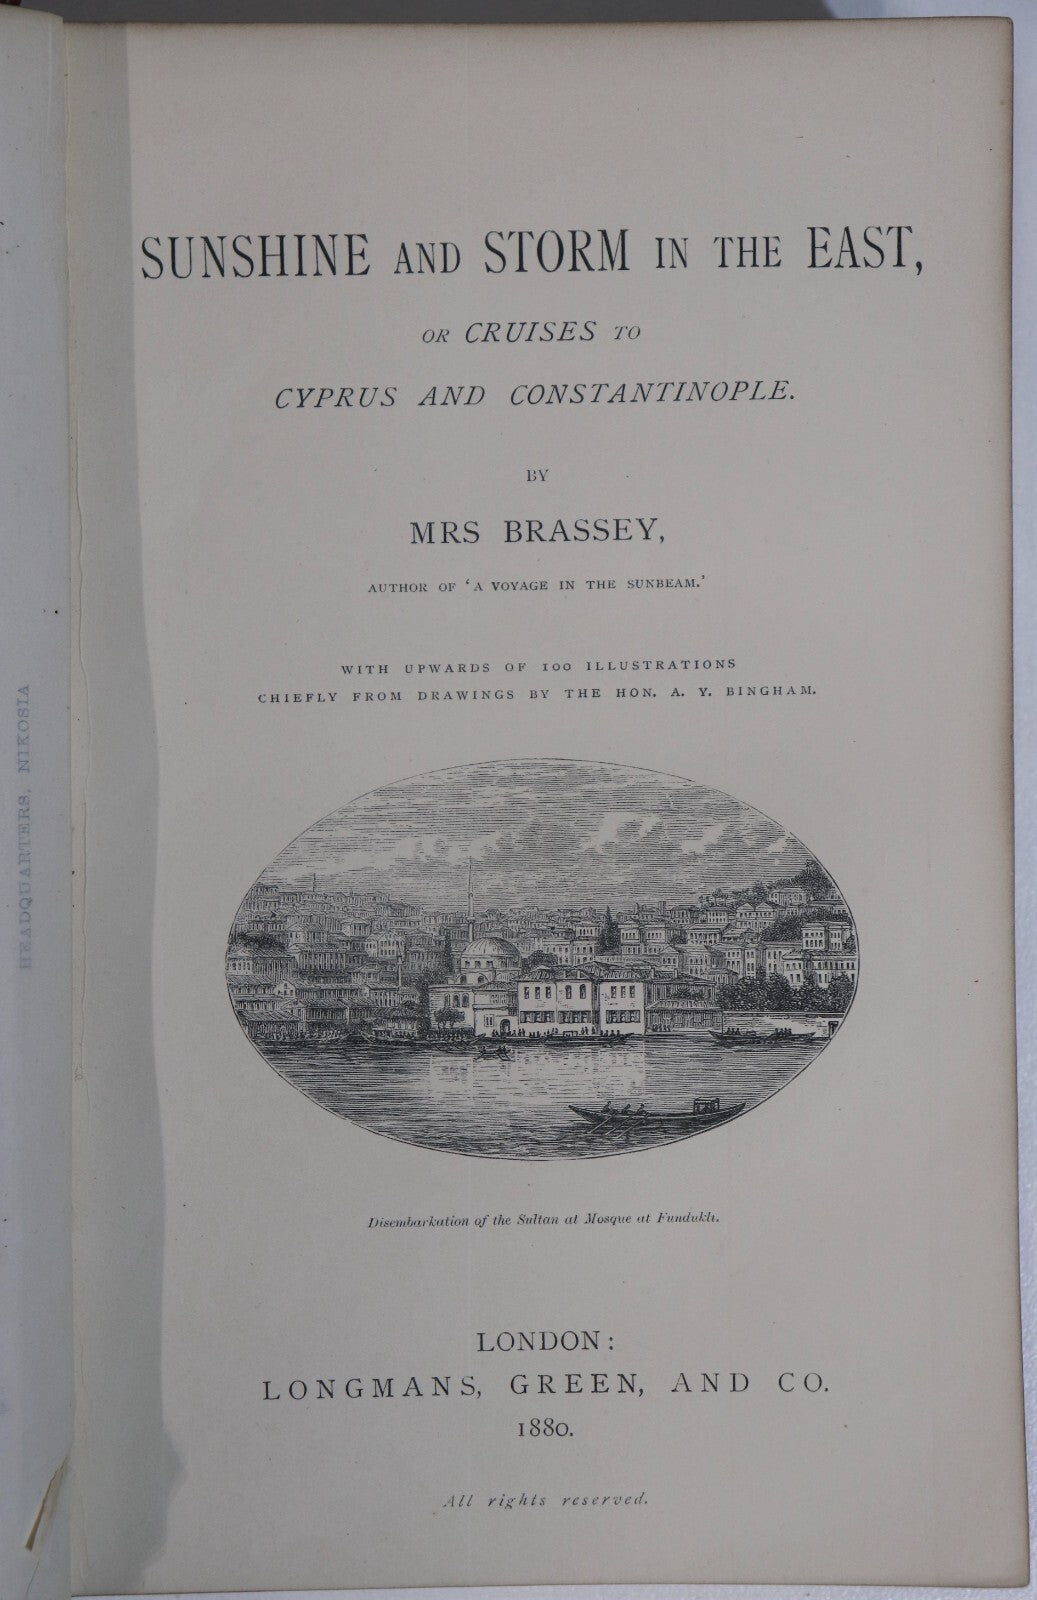 HEADQUARTERS, NIKOSIA
SUNSHINE AND STORM IN THE EAST,
OR CRUISES TO
CYPRUS AND CONSTANTINOPLE.
BY
MRS BRASSEY,
AUTHOR OF ‘A VOYAGE IN THE SUNBEAM.’
WITH UPWARDS OF 100 ILLUSTRATIONS
CHIEFLY FROM DRAWINGS BY THE HON. A. Y. BINGHAM.
Disembarkation of the Sultan at Mosque at Fundukli.
LONDON:
LONGMANS, GREEN, AND CO.
1880.
All rights reserved.